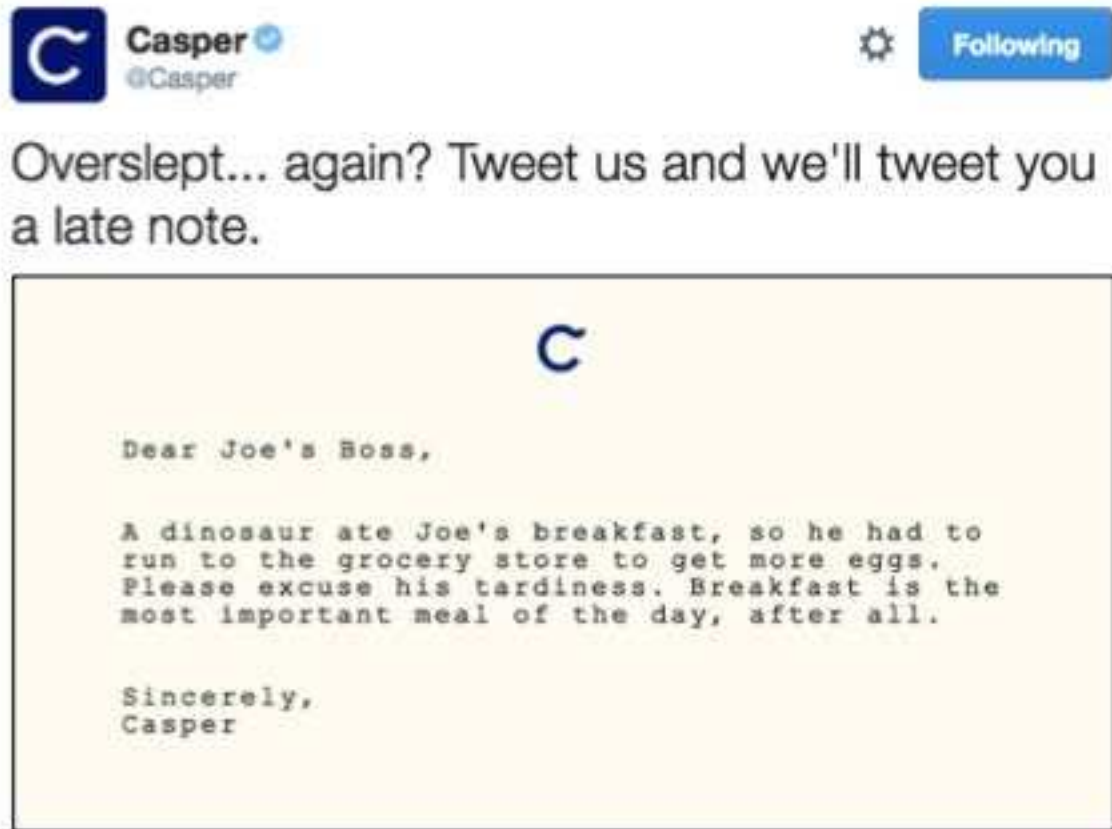 Casper
@Casper
Following
Overslept... again? Tweet us and we'll tweet you
a late note.
Dear Joe's Boss,
A dinosaur ate Joe's breakfast, so he had to
run to the grocery store to get more eggs.
Please excuse his tardiness. Breakfast is the
most important meal of the day, after all.
Sincerely,
Casper